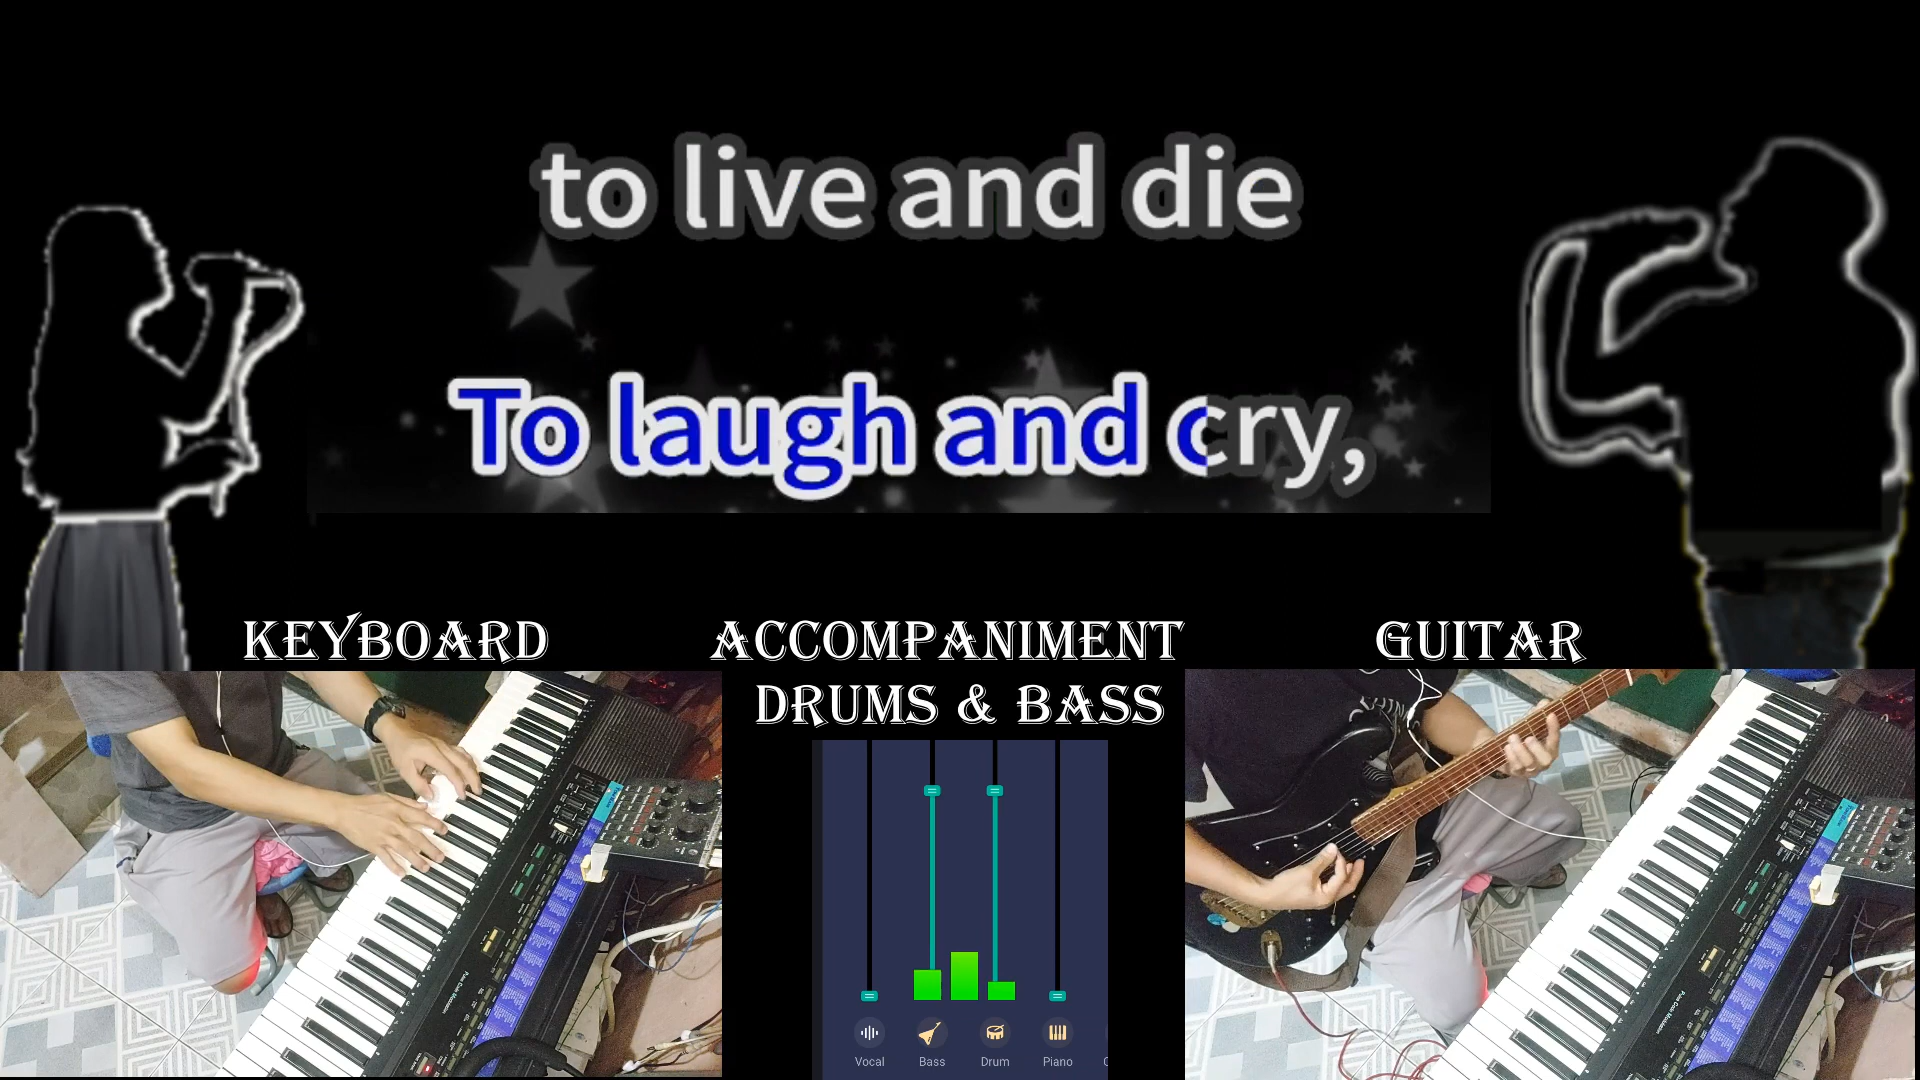 to live and die
To laugh and cry,
KEYBOARD
ACCOMPANIMENT
DRUMS & BASS
GUITAR
Vocal
Bass
Drum
Piano